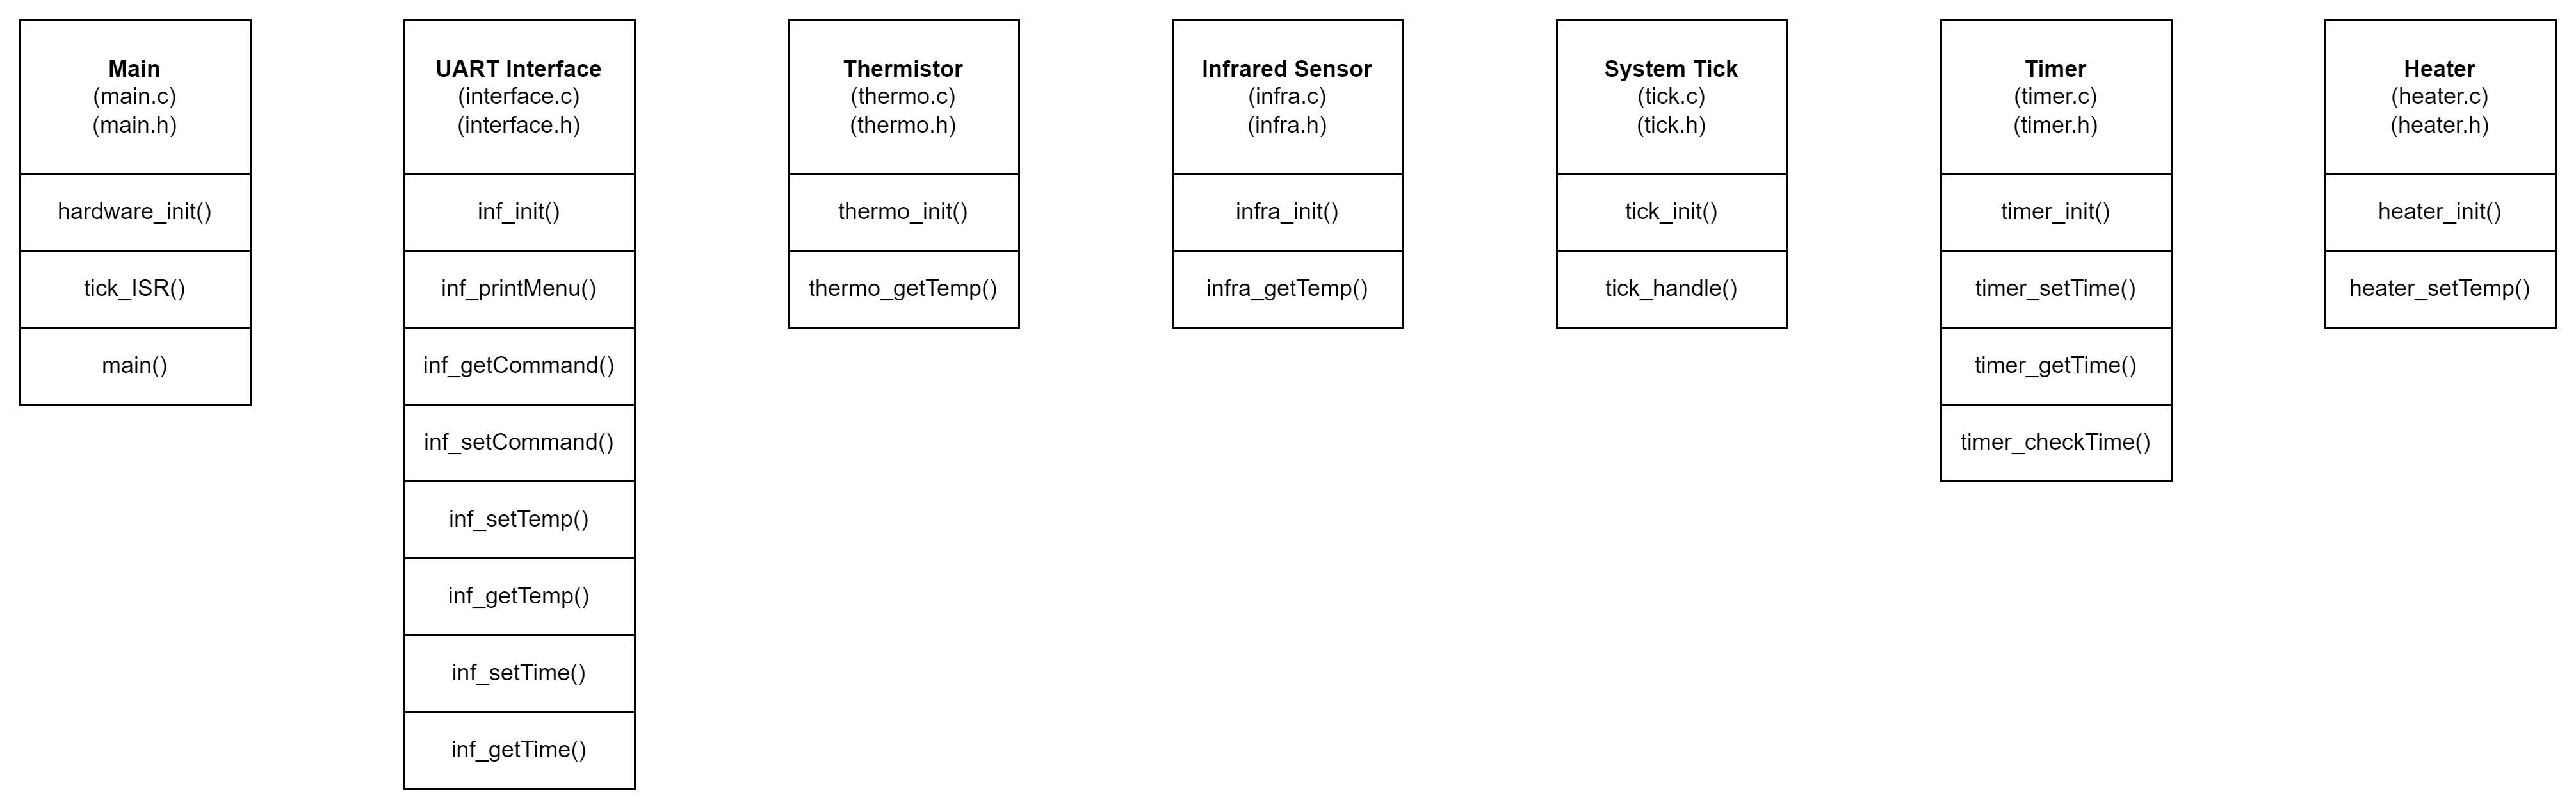 Main
(main.c)
(main.h)
hardware_init()
tick_ISR()
main()
UART Interface
(interface.c)
(interface.h)
inf_init()
inf_printMenu()
inf_getCommand()
inf_setCommand()
inf_setTemp()
inf_getTemp()
inf_setTime()
inf_getTime()
Thermistor
(thermo.c)
(thermo.h)
thermo_init()
thermo_getTemp()
Infrared Sensor
(infra.c)
(infra.h)
infra_init()
infra_getTemp()
System Tick
(tick.c)
(tick.h)
tick_init()
tick_handle()
Timer
(timer.c)
(timer.h)
timer_init()
timer_setTime()
timer_getTime()
timer_checkTime()
Heater
(heater.c)
(heater.h)
heater_init()
heater_setTemp()